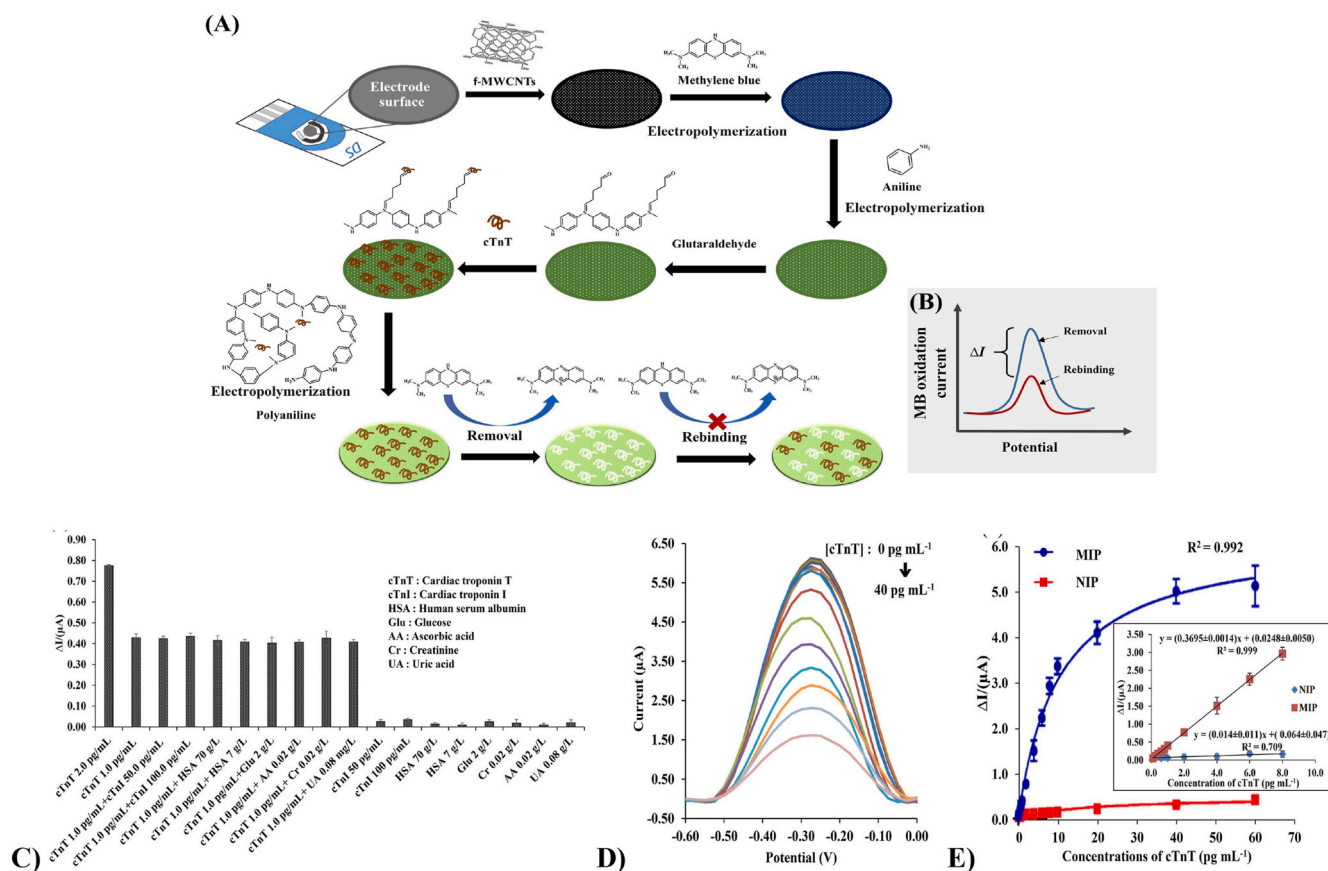 (A)
Electrode
surface
DS
f-MWCNTs
H
N
H₃C
N
S
N
CH₃
CH₃
CH₃
Methylene blue
Electropolymerization
NH₂
Aniline
Electropolymerization
Glutaraldehyde
cTnT
Electropolymerization
Polyaniline
Removal
Rebinding
(B)
MB oxidation
current
ΔI
Removal
Rebinding
Potential
C)
ΔI/(µA)
0.90
0.80
0.70
0.60
0.50
0.40
0.30
0.20
0.10
0.00
cTnT : Cardiac troponin T
cTnI : Cardiac troponin I
HSA : Human serum albumin
Glu : Glucose
AA : Ascorbic acid
Cr : Creatinine
UA : Uric acid
cTnT 2.0 pg/mL
cTnT 1.0 pg/mL
cTnT 1.0 pg/mL+cTnI 50.0 pg/mL
cTnT 1.0 pg/mL+cTnI 100.0 pg/mL
cTnT 1.0 pg/mL+ HSA 70 g/L
cTnT 1.0 pg/mL+ HSA 7 g/L
cTnT 1.0 pg/mL+Glu 2 g/L
cTnT 1.0 pg/mL+ AA 0.02 g/L
cTnT 1.0 pg/mL+ Cr 0.02 g/L
cTnT 1.0 pg/mL+ UA 0.08 mg/L
cTnI 50 pg/mL
cTnI 100 pg/mL
HSA 70 g/L
HSA 7 g/L
Glu 2 g/L
Cr 0.02 g/L
AA 0.02 g/L
UA 0.08 g/L
D)
Current (µA)
6.50
5.50
4.50
3.50
2.50
1.50
0.50
-0.50
[cTnT] : 0 pg mL⁻¹
40 pg mL⁻¹
-0.60
-0.50
-0.40
-0.30
-0.20
-0.10
0.00
Potential (V)
E)
ΔI/(µA)
6.0
5.0
4.0
3.0
2.0
1.0
0.0
MIP
NIP
R² = 0.992
y = (0.3695±0.0014)x + (0.0248±0.0050)
R² = 0.999
NIP
MIP
y = (0.014±0.011)x + (0.064±0.047)
R² = 0.709
ΔI/(µA)
3.50
3.00
2.50
2.00
1.50
1.00
0.50
0.00
2.0
4.0
6.0
8.0
Concentration of cTnT (pg mL⁻¹)
0
10
20
30
40
50
60
70
Concentrations of cTnT (pg mL⁻¹)